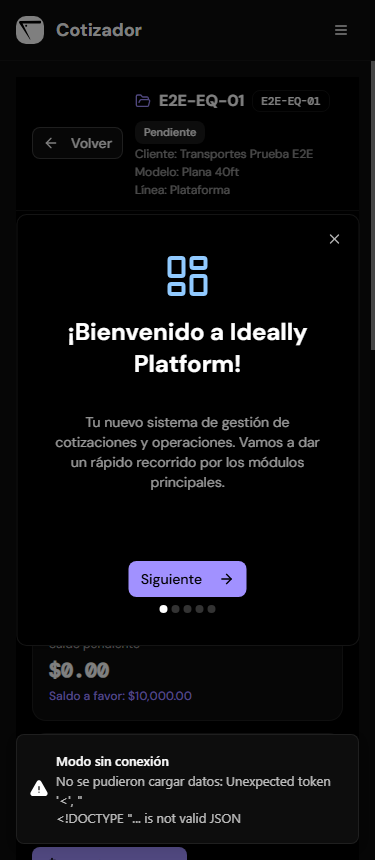 Cotizador
E2E-EQ-01 E2E-EQ-01
Volver
Pendiente
Cliente: Transportes Prueba E2E
Modelo: Plana 40ft
Línea: Plataforma
¡Bienvenido a Ideally
Platform!
Tu nuevo sistema de gestión de
cotizaciones y operaciones. Vamos a dar
un rápido recorrido por los módulos
principales.
Siguiente
Saldo pendiente
$0.00
Saldo a favor: $10,000.00
Modo sin conexión
No se pudieron cargar datos: Unexpected token
'<', "
<!DOCTYPE "... is not valid JSON